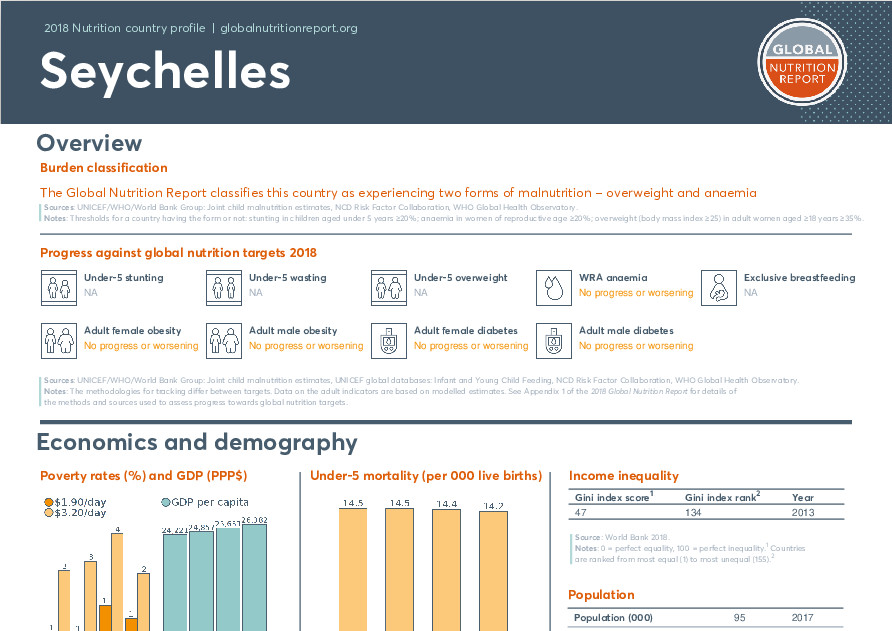 2018 Nutrition country profile | globalnutritionreport.org
Seychelles
GLOBAL
NUTRITION
REPORT
Overview
Burden classification
The Global Nutrition Report classifies this country as experiencing two forms of malnutrition – overweight and anaemia
Sources: UNICEF/WHO/World Bank Group: Joint child malnutrition estimates, NCD Risk Factor Collaboration, WHO Global Health Observatory.
Notes: Thresholds for a country having the form or not: stunting in children aged under 5 years ≥20%; anaemia in women of reproductive age ≥20%; overweight (body mass index ≥25) in adult women aged ≥18 years ≥35%.
Progress against global nutrition targets 2018
Under-5 stunting
NA
Under-5 wasting
NA
Under-5 overweight
NA
WRA anaemia
No progress or worsening
Exclusive breastfeeding
NA
Adult female obesity
No progress or worsening
Adult male obesity
No progress or worsening
Adult female diabetes
No progress or worsening
Adult male diabetes
No progress or worsening
Sources: UNICEF/WHO/World Bank Group: Joint child malnutrition estimates, UNICEF global databases: Infant and Young Child Feeding, NCD Risk Factor Collaboration, WHO Global Health Observatory.
Notes: The methodologies for tracking differ between targets. Data on the adult indicators are based on modelled estimates. See Appendix 1 of the 2018 Global Nutrition Report for details of
the methods and sources used to assess progress towards global nutrition targets.
Economics and demography
Poverty rates (%) and GDP (PPP$)
$1.90/day
$3.20/day
GDP per capita
1 2 1 3 1 4 1 2
24,221 24,857 25,651 26,382
Under-5 mortality (per 000 live births)
14.5 14.5 14.4 14.2
Income inequality
Gini index score1 Gini index rank2 Year
47 134 2013
Source: World Bank 2018.
Notes: 0 = perfect equality, 100 = perfect inequality.1 Countries
are ranked from most equal (1) to most unequal (155).2
Population
Population (000) 95 2017